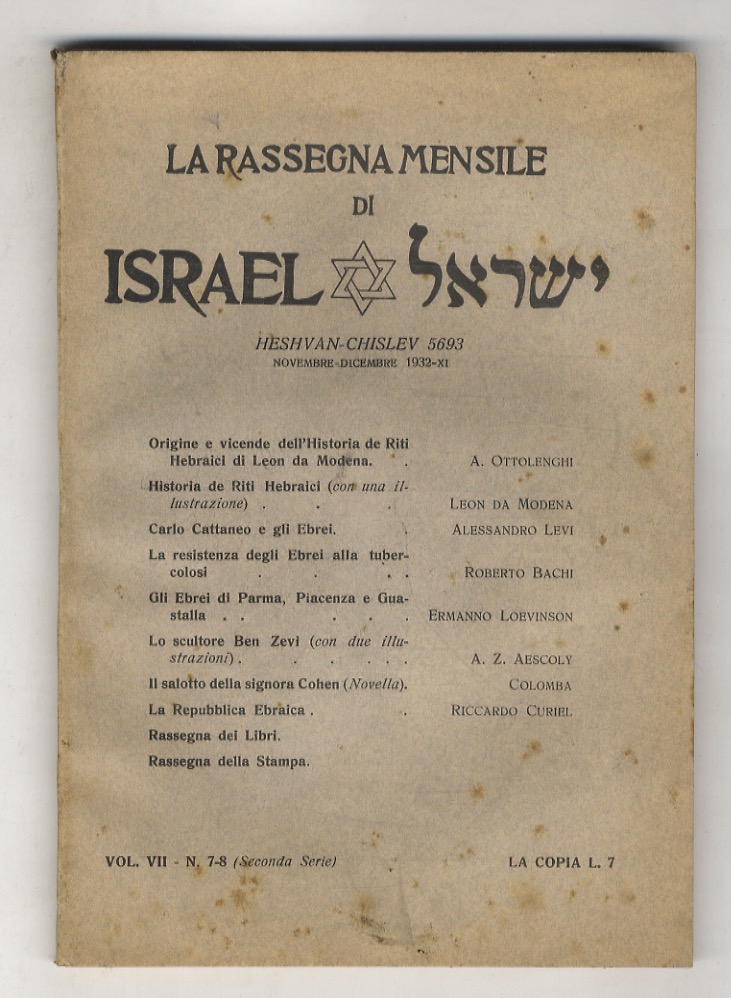 LA RASSEGNA MENSILE
DI
ISRAEL ישראל
HESHVAN-CHISLEV 5693
NOVEMBRE-DICEMBRE 1932-XI
Origine e vicende dell'Historia de Riti
Hebraici di Leon da Modena. . A. OTTOLENGHI
Historia de Riti Hebraici (con una il-
lustrazione) . . . LEON DA MODENA
Carlo Cattaneo e gli Ebrei. . ALESSANDRO LEVI
La resistenza degli Ebrei alla tuber-
colosi . . . . ROBERTO BACHI
Gli Ebrei di Parma, Piacenza e Gua-
stalla . . . . . ERMANNO LOEVINSON
Lo scultore Ben Zevi (con due illu-
strazioni) . . . . . . A. Z. AESCOLY
Il salotto della signora Cohen (Novella). COLOMBA
La Repubblica Ebraica . . RICCARDO CURIEL
Rassegna dei Libri.
Rassegna della Stampa.
VOL. VII - N. 7-8 (Seconda Serie) LA COPIA L. 7